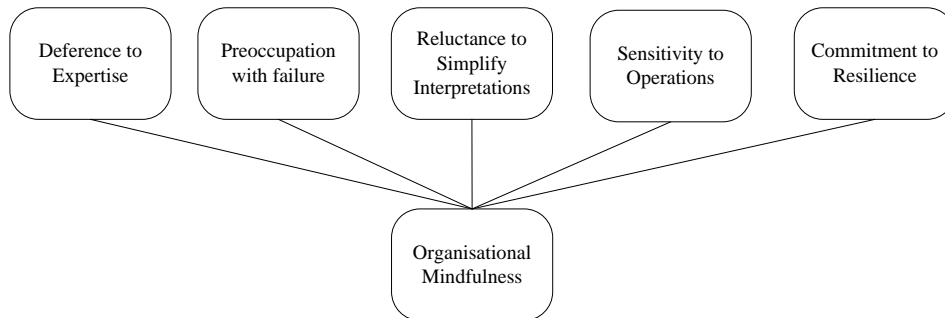 Deference to
Expertise
Preoccupation
with failure
Reluctance to
Simplify
Interpretations
Sensitivity to
Operations
Commitment to
Resilience
Organisational
Mindfulness